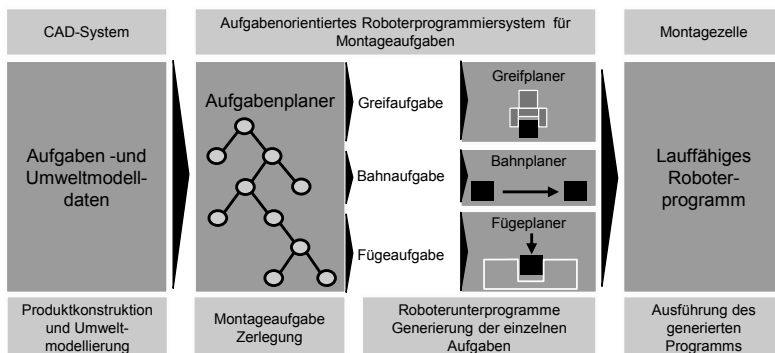 CAD-System
Aufgabenorientiertes Roboterprogrammiersystem für
Montageaufgaben
Montagezelle
Aufgaben -und
Umweltmodell-
daten
Aufgabenplaner
Greifaufgabe
Bahnaufgabe
Fügeaufgabe
Greifplaner
Bahnplaner
Fügeplaner
Lauffähiges
Roboter-
programm
Produktkonstruktion
und Umwelt-
modellierung
Montageaufgabe
Zerlegung
Roboterunterprogramme
Generierung der einzelnen
Aufgaben
Ausführung des
generierten
Programms